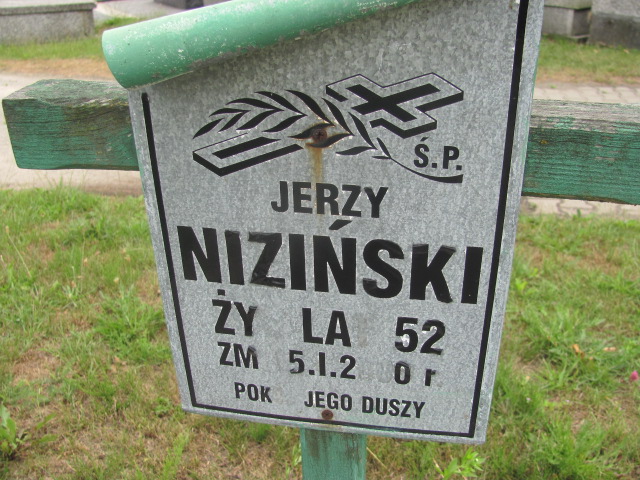 Ś.P.
JERZY
NIZIŃSKI
ŻY LA 52
ZM 5.I.2 0 r
POK JEGO DUSZY